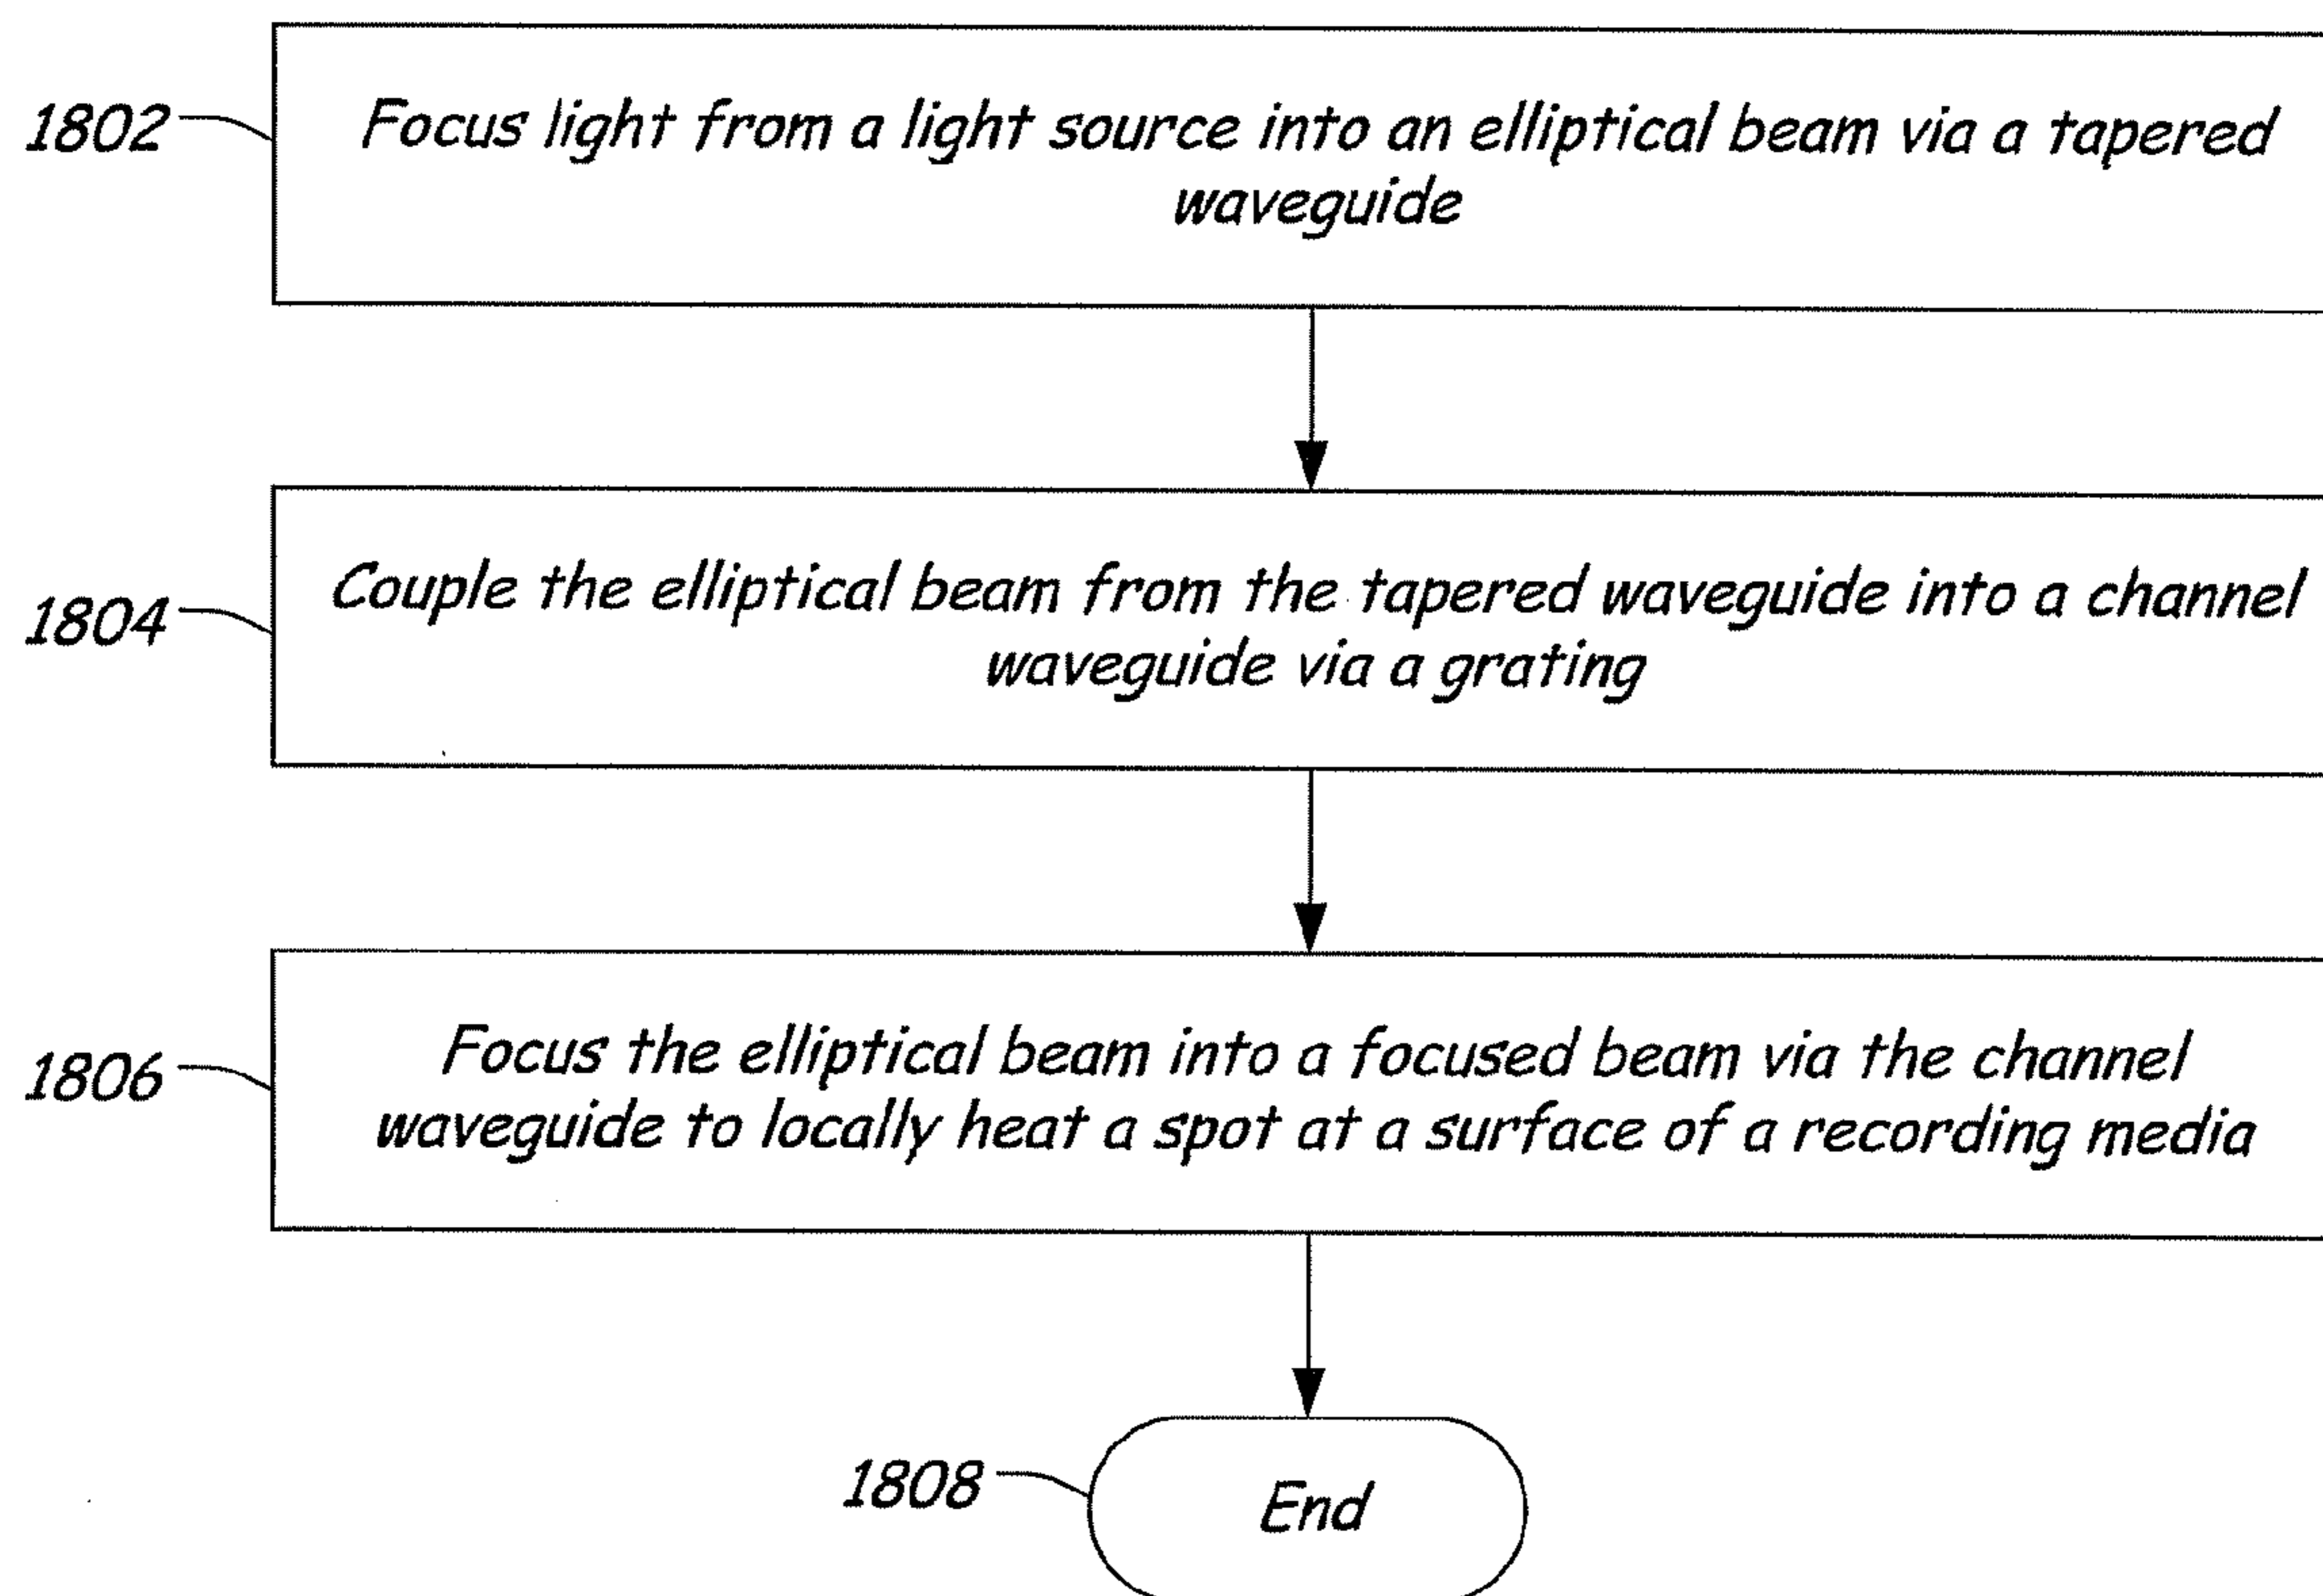 1802
Focus light from a light source into an elliptical beam via a tapered
waveguide
1804
Couple the elliptical beam from the tapered waveguide into a channel
waveguide via a grating
1806
Focus the elliptical beam into a focused beam via the channel
waveguide to locally heat a spot at a surface of a recording media
1808
End